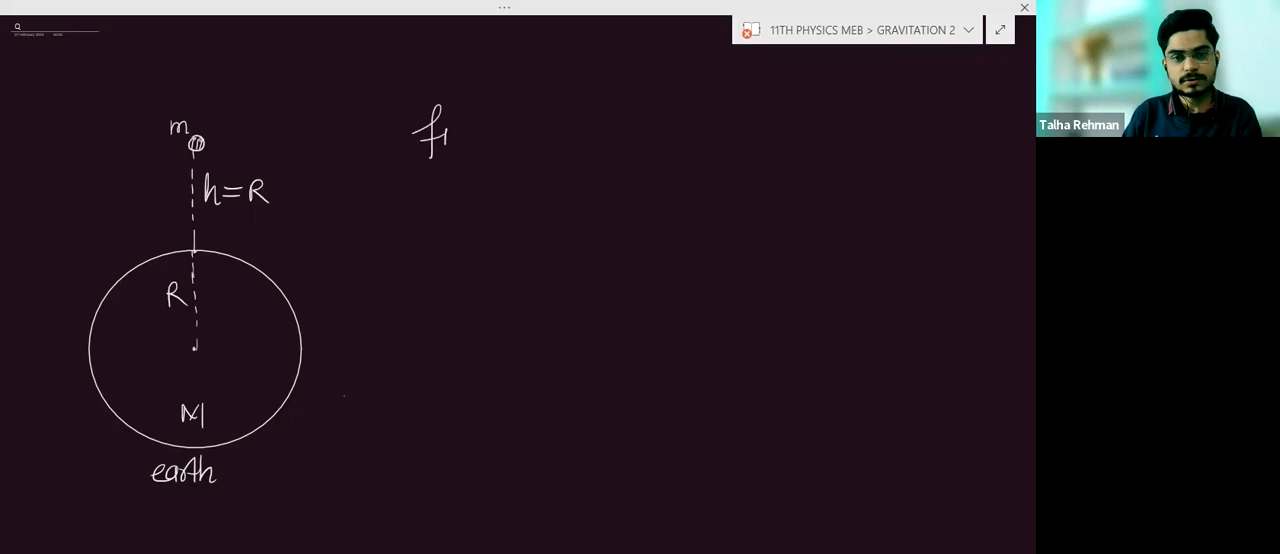 11TH PHYSICS MEB > GRAVITATION 2
m
h=R
R
M
earth
Talha Rehman